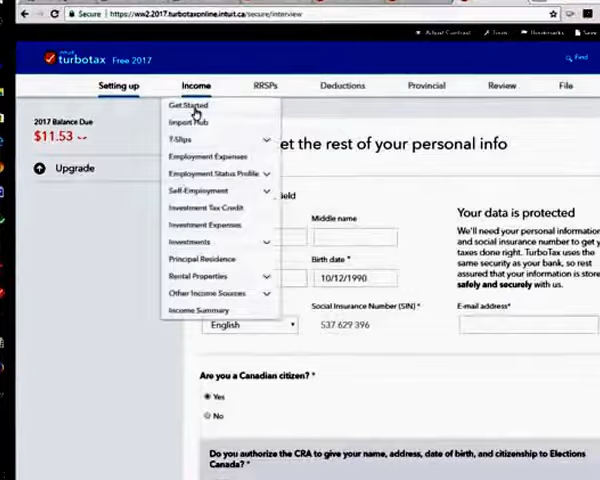 Secure | https://ww2.2017.turbotaxonline.intuit.ca/secure/interview
Adjust Contrast Tools Bookmarks Save
intuit
turbotax Free 2017
Find
Setting up Income RRSPs Deductions Provincial Review File
2017 Balance Due
$11.53
Upgrade
Get Started
Import Hub
T-Slips
Employment Expenses
Employment Status Profile
Self-Employment
Investment Tax Credit
Investment Expenses
Investments
Principal Residence
Rental Properties
Other Income Sources
Income Summary
et the rest of your personal info
ield
Middle name
Birth date *
10/12/1990
English
Social Insurance Number (SIN) *
537 629 396
Your data is protected
We'll need your personal information
and social insurance number to get y
taxes done right. TurboTax uses the
same security as your bank, so rest
assured that your information is store
safely and securely with us.
E-mail address*
Are you a Canadian citizen? *
Yes
No
Do you authorize the CRA to give your name, address, date of birth, and citizenship to Elections
Canada? *